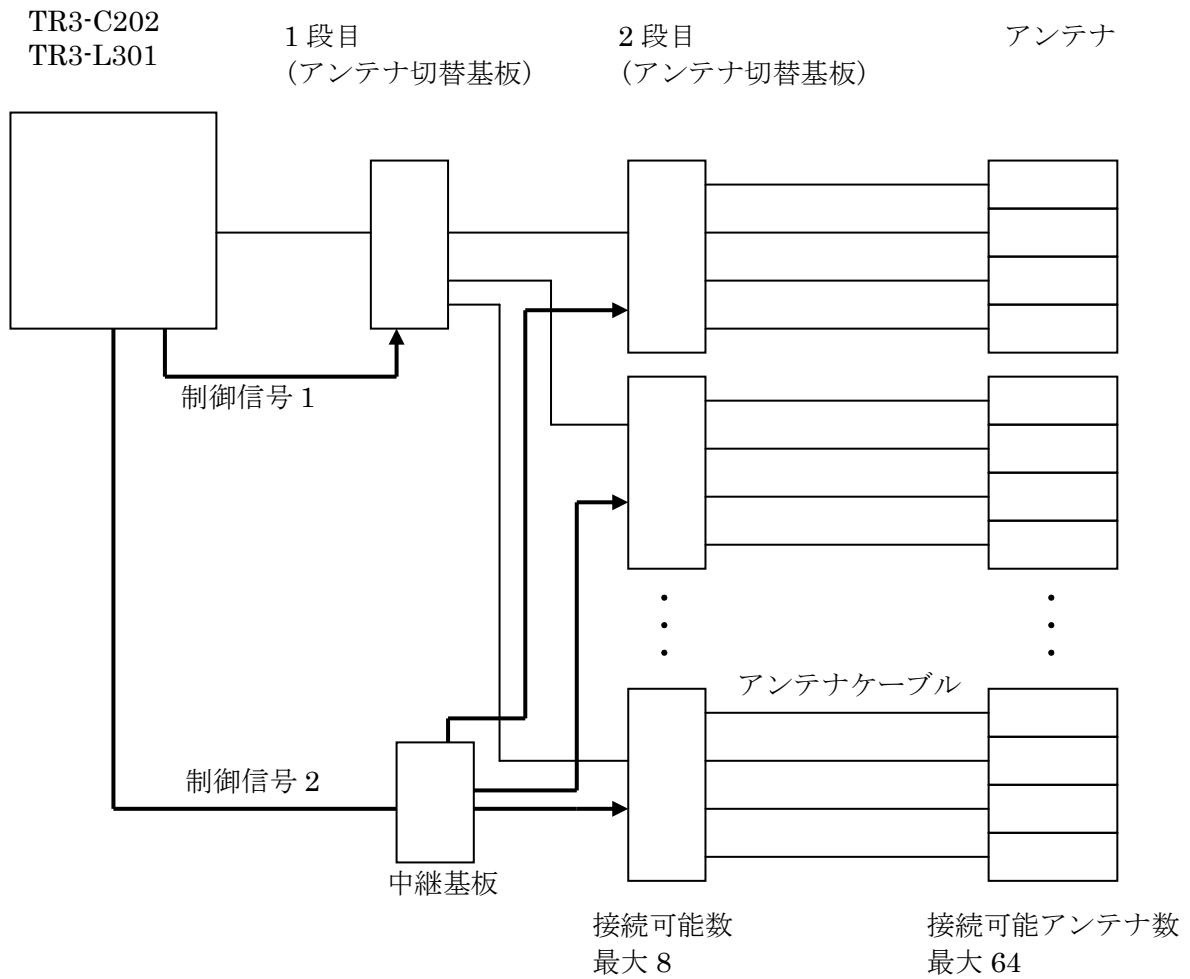 TR3-C202
TR3-L301
1 段目
(アンテナ切替基板)
2 段目
(アンテナ切替基板)
アンテナ
制御信号 1
アンテナケーブル
制御信号 2
中継基板
接続可能数
最大 8
接続可能アンテナ数
最大 64